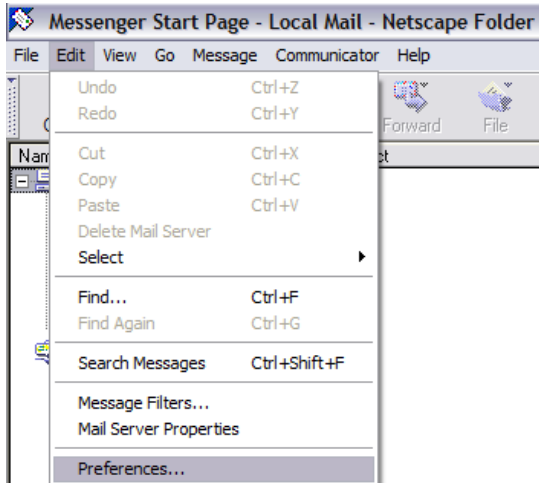 Messenger Start Page - Local Mail - Netscape Folder
File Edit View Go Message Communicator Help
Undo Ctrl+Z
Redo Ctrl+Y
Forward File
Cut Ctrl+X
Copy Ctrl+C
Paste Ctrl+V
Delete Mail Server
Select
Find... Ctrl+F
Find Again Ctrl+G
Search Messages Ctrl+Shift+F
Message Filters...
Mail Server Properties
Preferences...